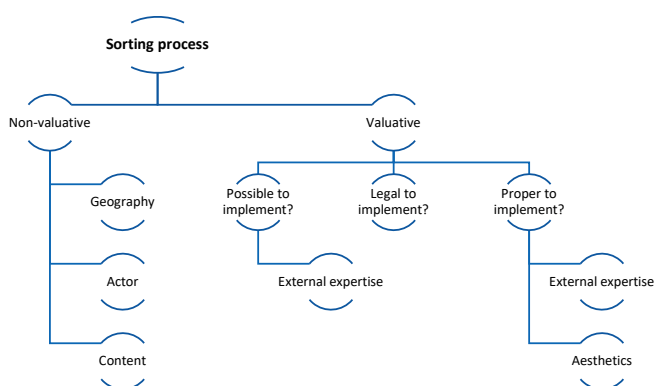 Sorting process
Non-valuative
Valuative
Geography
Possible to
implement?
Legal to
implement?
Proper to
implement?
Actor
External expertise
External expertise
Content
Aesthetics